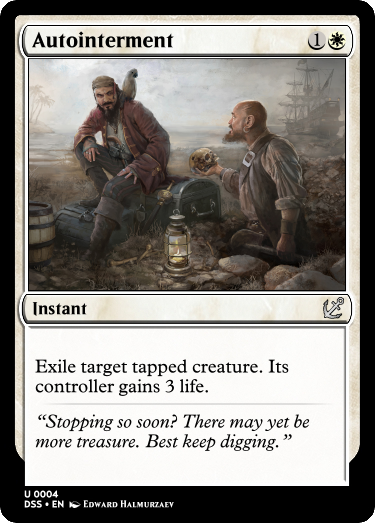 Autointerment
1
Instant
Exile target tapped creature. Its
controller gains 3 life.
“Stopping so soon? There may yet be
more treasure. Best keep digging.”
U 0004
DSS • EN Edward Halmurzaev